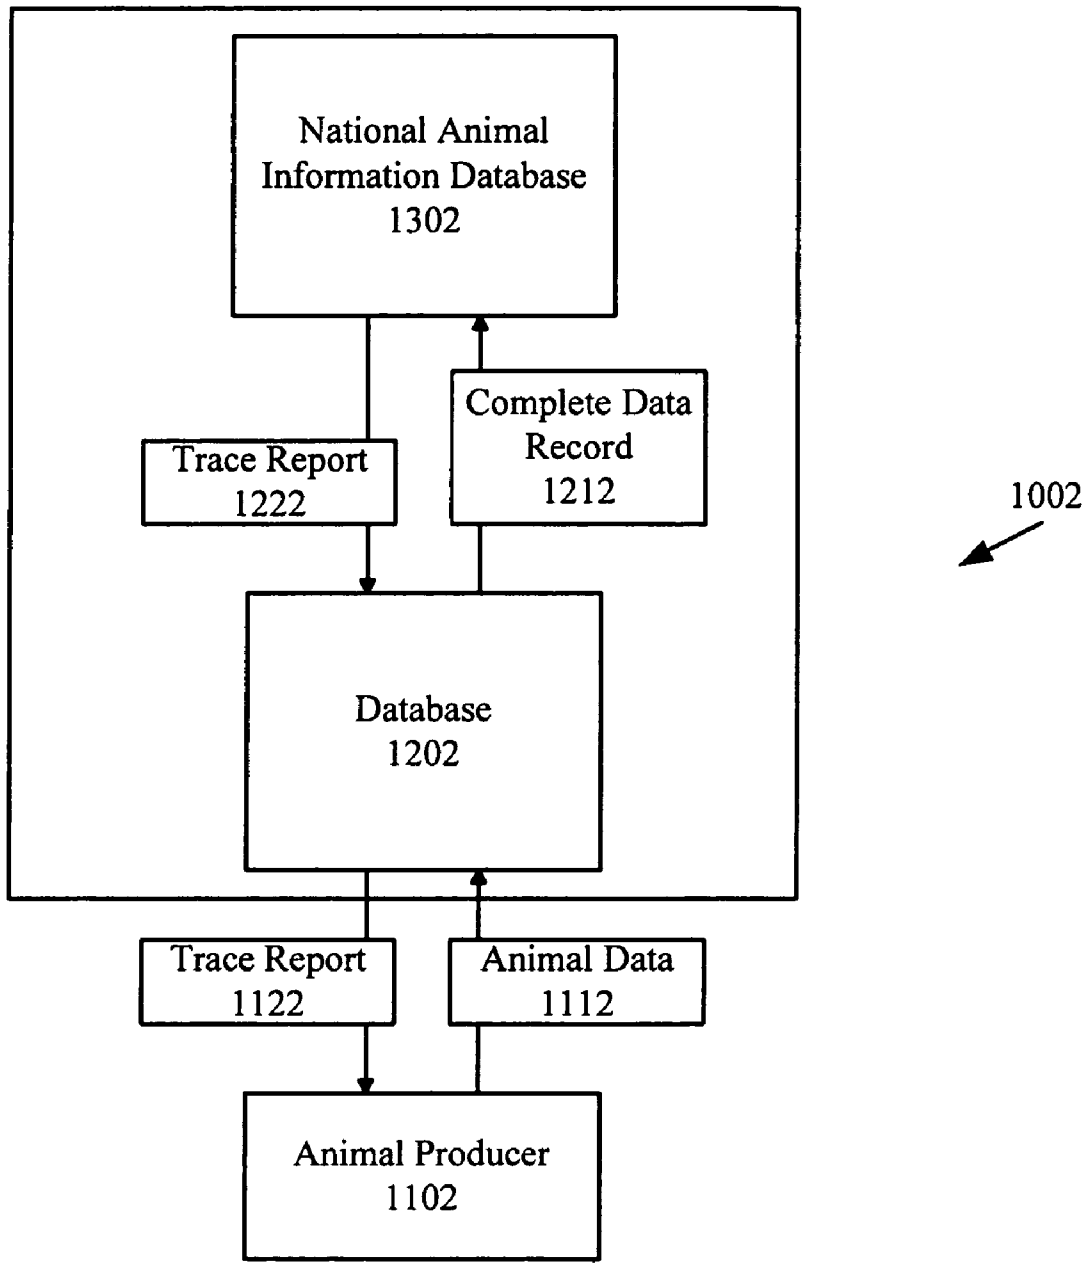 National Animal
Information Database
1302
Complete Data
Record
1212
Trace Report
1222
1002
Database
1202
Trace Report
1122
Animal Data
1112
Animal Producer
1102